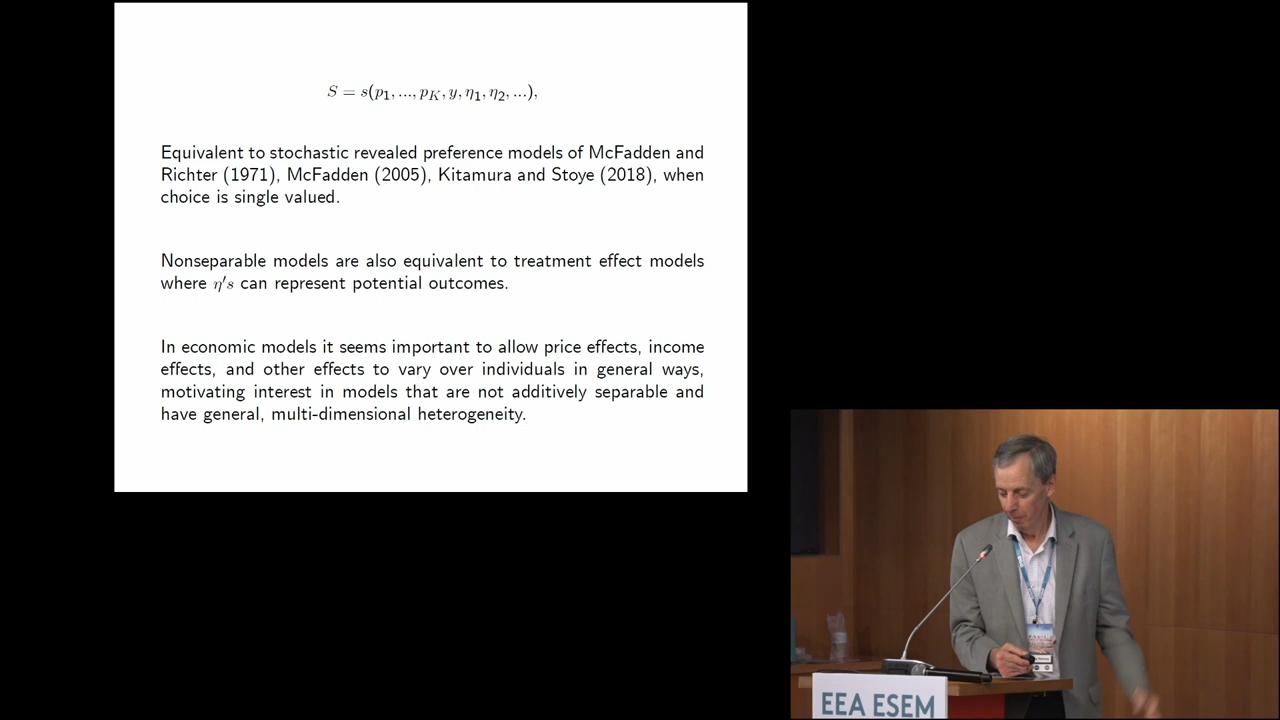 S = s(p₁, ..., p_K, y, η₁, η₂, ...),
Equivalent to stochastic revealed preference models of McFadden and
Richter (1971), McFadden (2005), Kitamura and Stoye (2018), when
choice is single valued.
Nonseparable models are also equivalent to treatment effect models
where η′s can represent potential outcomes.
In economic models it seems important to allow price effects, income
effects, and other effects to vary over individuals in general ways,
motivating interest in models that are not additively separable and
have general, multi-dimensional heterogeneity.
EEA ESEM